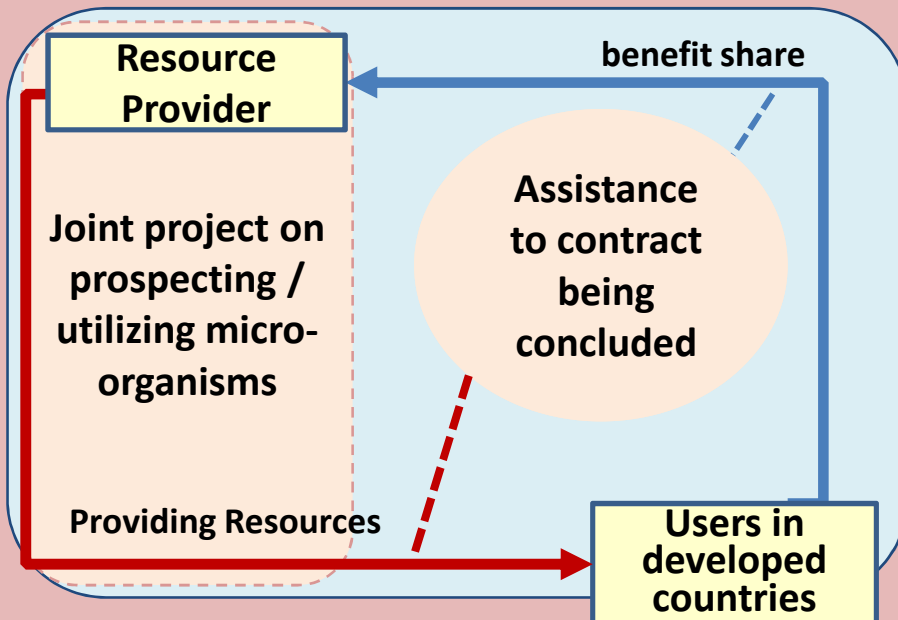 Resource
Provider
benefit share
Joint project on
prospecting /
utilizing micro-
organisms
Assistance
to contract
being
concluded
Providing Resources
Users in
developed
countries